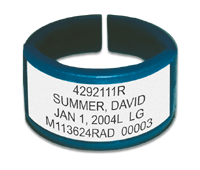 4292111R
SUMMER, DAVID
JAN 1, 2004L LG
M113624RAD 00003